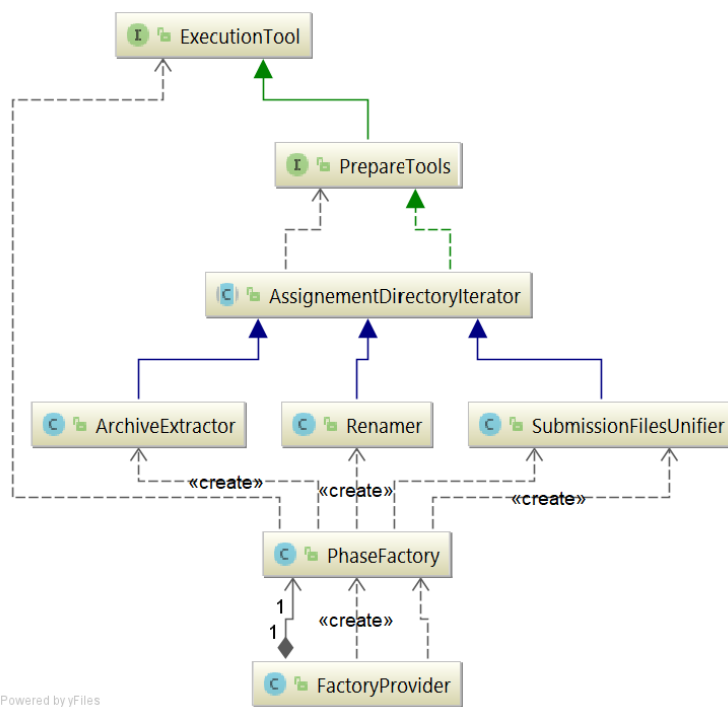 I ExecutionTool
I PrepareTools
C AssignementDirectoryIterator
C ArchiveExtractor
C Renamer
C SubmissionFilesUnifier
«create»
«create»
«create»
C PhaseFactory
1
1
«create»
C FactoryProvider
Powered by yFiles